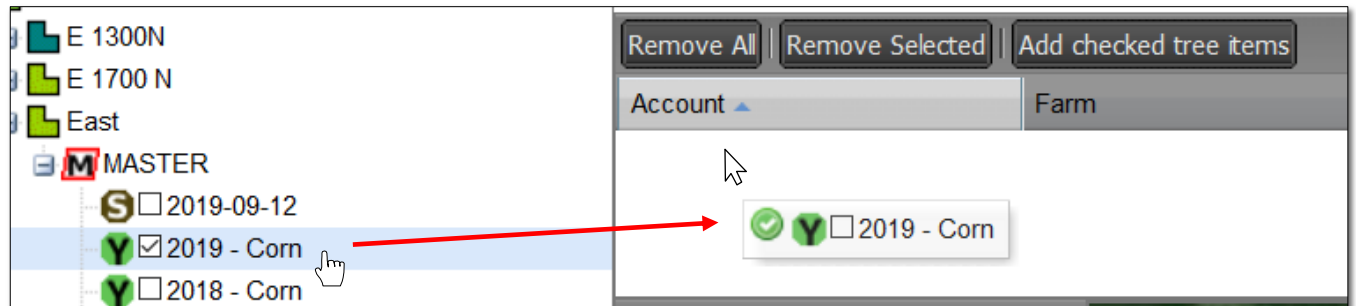 E 1300N
E 1700 N
East
M MASTER
S 2019-09-12
Y 2019 - Corn
Y 2018 - Corn
Remove All Remove Selected Add checked tree items
Account Farm
Y 2019 - Corn